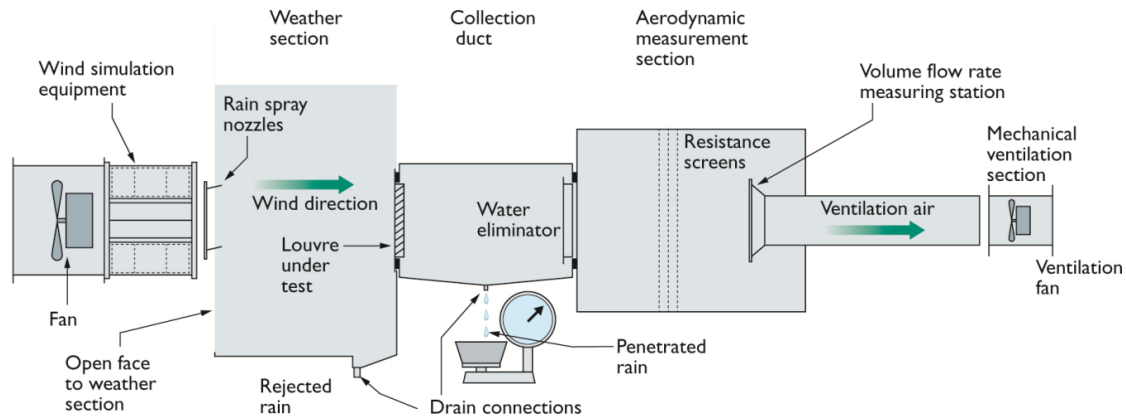 Weather
section
Collection
duct
Aerodynamic
measurement
section
Wind simulation
equipment
Rain spray
nozzles
Volume flow rate
measuring station
Resistance
screens
Mechanical
ventilation
section
Wind direction
Water
eliminator
Ventilation air
Louvre
under
test
Fan
Ventilation
fan
Open face
to weather
section
Rejected
rain
Drain connections
Penetrated
rain